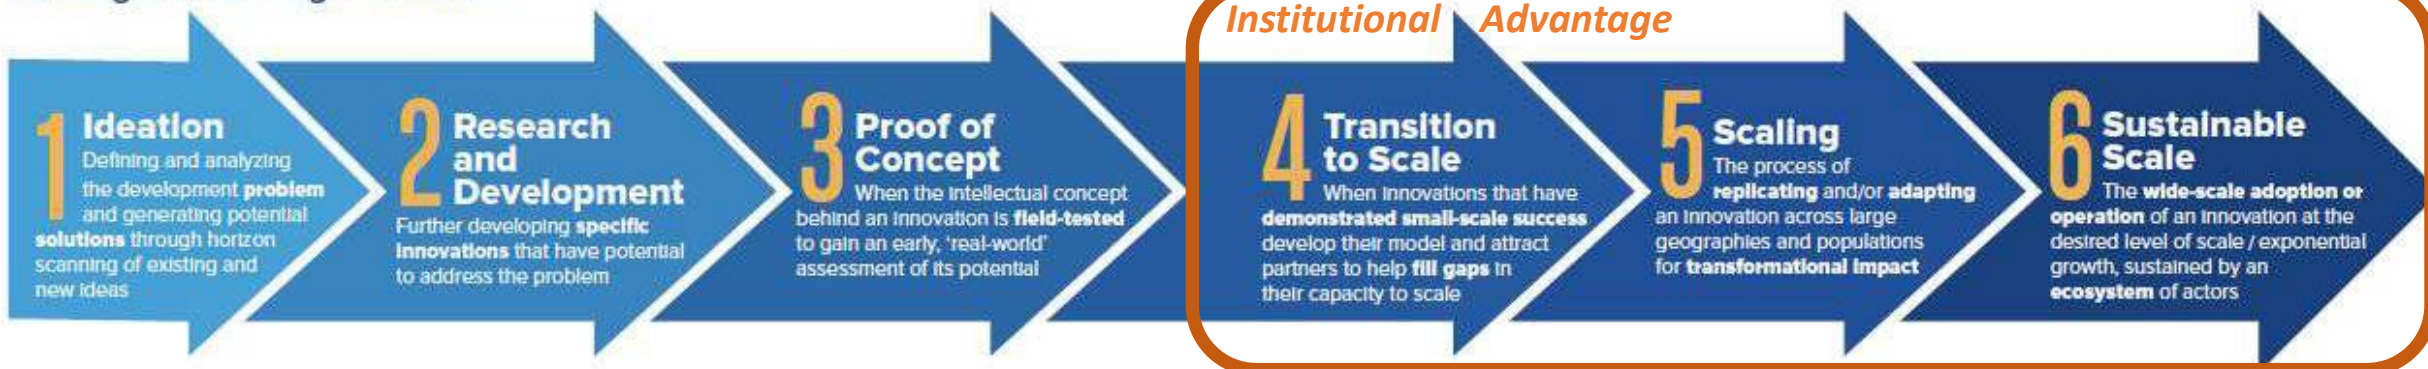 Institutional Advantage
1 Ideation
Defining and analyzing
the development problem
and generating potential
solutions through horizon
scanning of existing and
new ideas
2 Research
and
Development
Further developing specific
innovations that have potential
to address the problem
3 Proof of
Concept
When the intellectual concept
behind an innovation is field-tested
to gain an early, 'real-world'
assessment of its potential
4 Transition
to Scale
When innovations that have
demonstrated small-scale success
develop their model and attract
partners to help fill gaps in
their capacity to scale
5 Scaling
The process of
replicating and/or adapting
an innovation across large
geographies and populations
for transformational impact
6 Sustainable
Scale
The wide-scale adoption or
operation of an innovation at the
desired level of scale / exponential
growth, sustained by an
ecosystem of actors